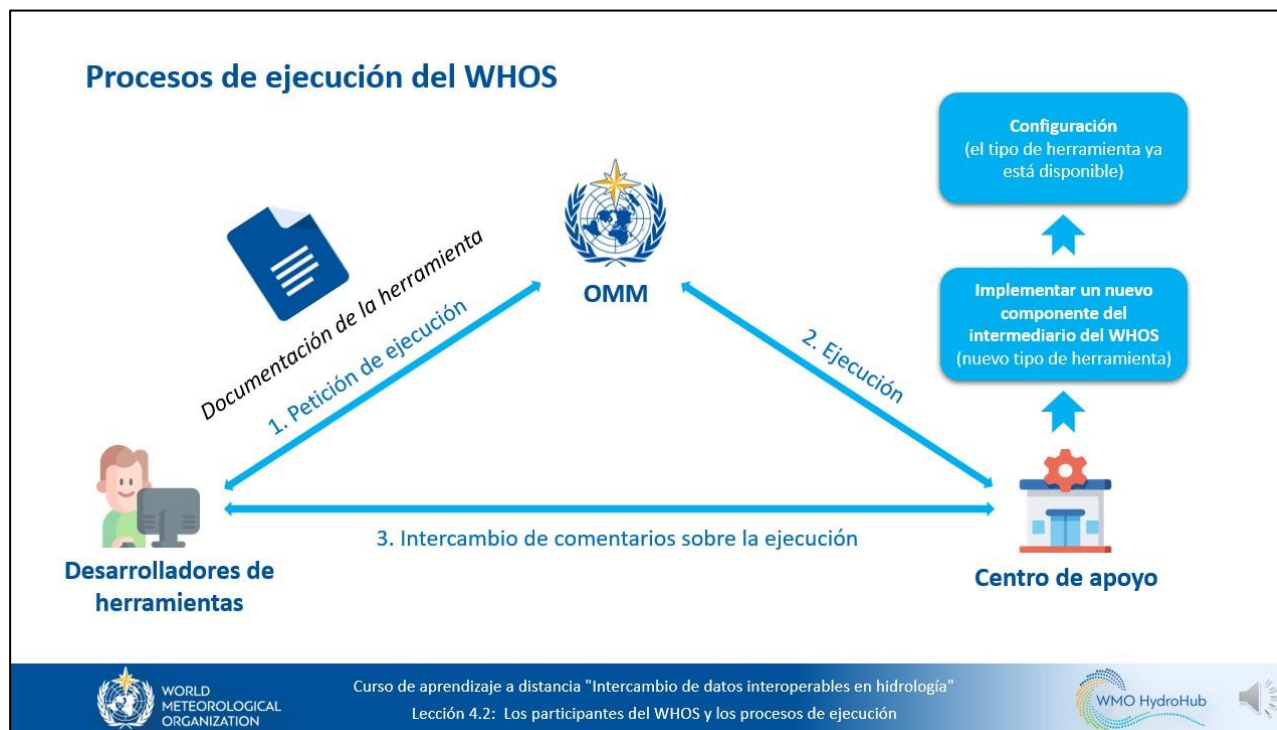 Procesos de ejecución del WHOS
Configuración
(el tipo de herramienta ya
está disponible)
Documentación de la herramienta
OMM
Implementar un nuevo
componente del
intermediario del WHOS
(nuevo tipo de herramienta)
1. Petición de ejecución
2. Ejecución
3. Intercambio de comentarios sobre la ejecución
Desarrolladores de
herramientas
Centro de apoyo
WORLD
METEOROLOGICAL
ORGANIZATION
Curso de aprendizaje a distancia "Intercambio de datos interoperables en hidrología"
Lección 4.2: Los participantes del WHOS y los procesos de ejecución
WMO HydroHub